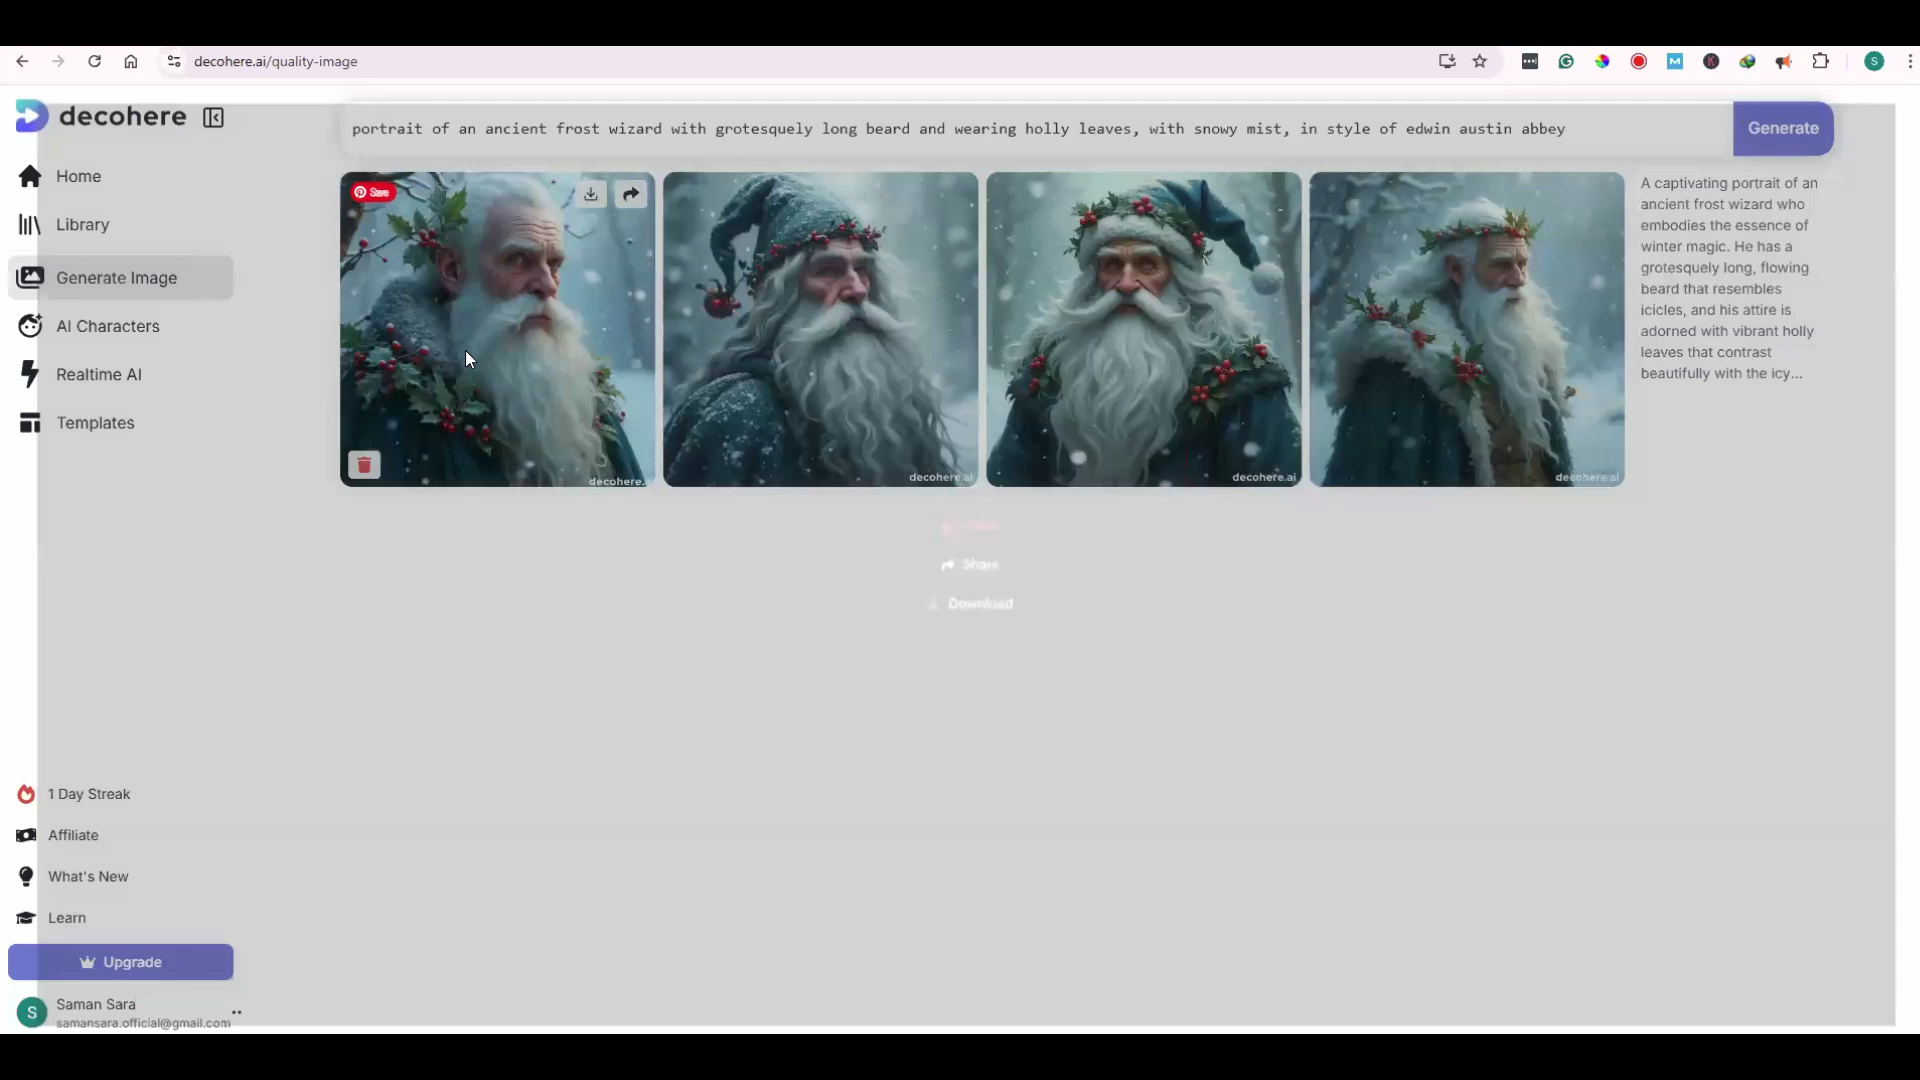 decohere.ai/quality-image
decohere
portrait of an ancient frost wizard with grotesquely long beard and wearing holly leaves, with snowy mist, in style of edwin austin abbey
Generate
Home
Library
Generate Image
AI Characters
Realtime AI
Templates
Save
decohere.
decohere.ai
decohere.ai
decohere.ai
A captivating portrait of an
ancient frost wizard who
embodies the essence of
winter magic. He has a
grotesquely long, flowing
beard that resembles
icicles, and his attire is
adorned with vibrant holly
leaves that contrast
beautifully with the icy...
Share
Download
1 Day Streak
Affiliate
What's New
Learn
Upgrade
S
Saman Sara
samansara.official@gmail.com
S